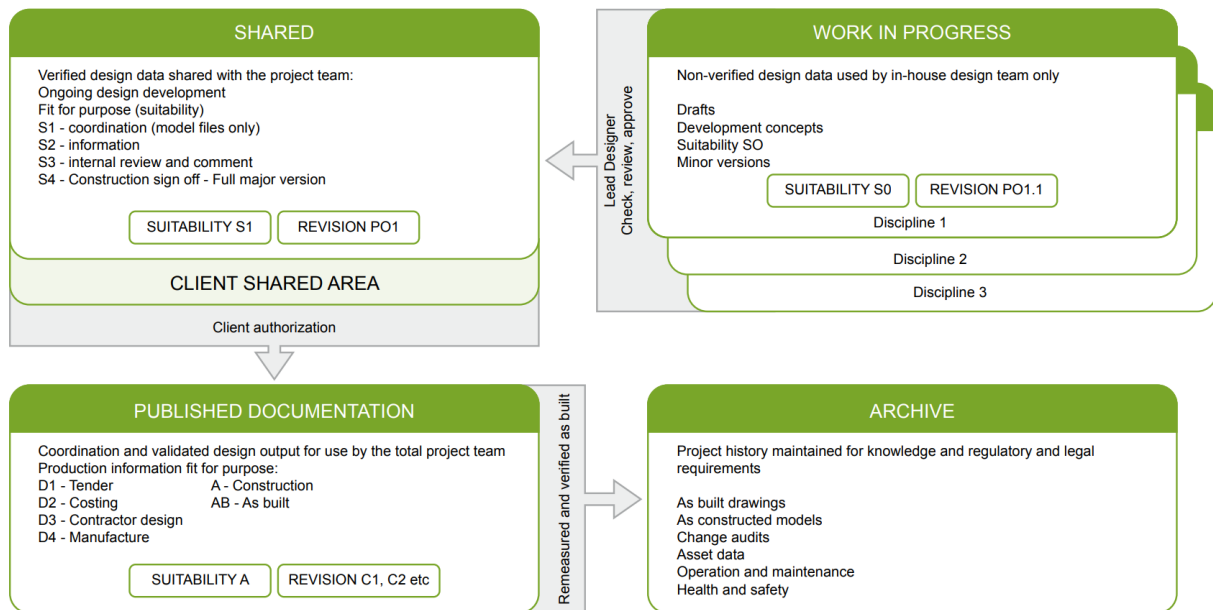 SHARED
Verified design data shared with the project team:
Ongoing design development
Fit for purpose (suitability)
S1 - coordination (model files only)
S2 - information
S3 - internal review and comment
S4 - Construction sign off - Full major version
SUITABILITY S1
REVISION PO1
CLIENT SHARED AREA
Client authorization
Lead Designer
Check, review, approve
WORK IN PROGRESS
Non-verified design data used by in-house design team only
Drafts
Development concepts
Suitability SO
Minor versions
SUITABILITY S0
REVISION PO1.1
Discipline 1
Discipline 2
Discipline 3
PUBLISHED DOCUMENTATION
Coordination and validated design output for use by the total project team
Production information fit for purpose:
D1 - Tender
A - Construction
D2 - Costing
AB - As built
D3 - Contractor design
D4 - Manufacture
SUITABILITY A
REVISION C1, C2 etc
Remeasured and verified as built
ARCHIVE
Project history maintained for knowledge and regulatory and legal
requirements
As built drawings
As constructed models
Change audits
Asset data
Operation and maintenance
Health and safety